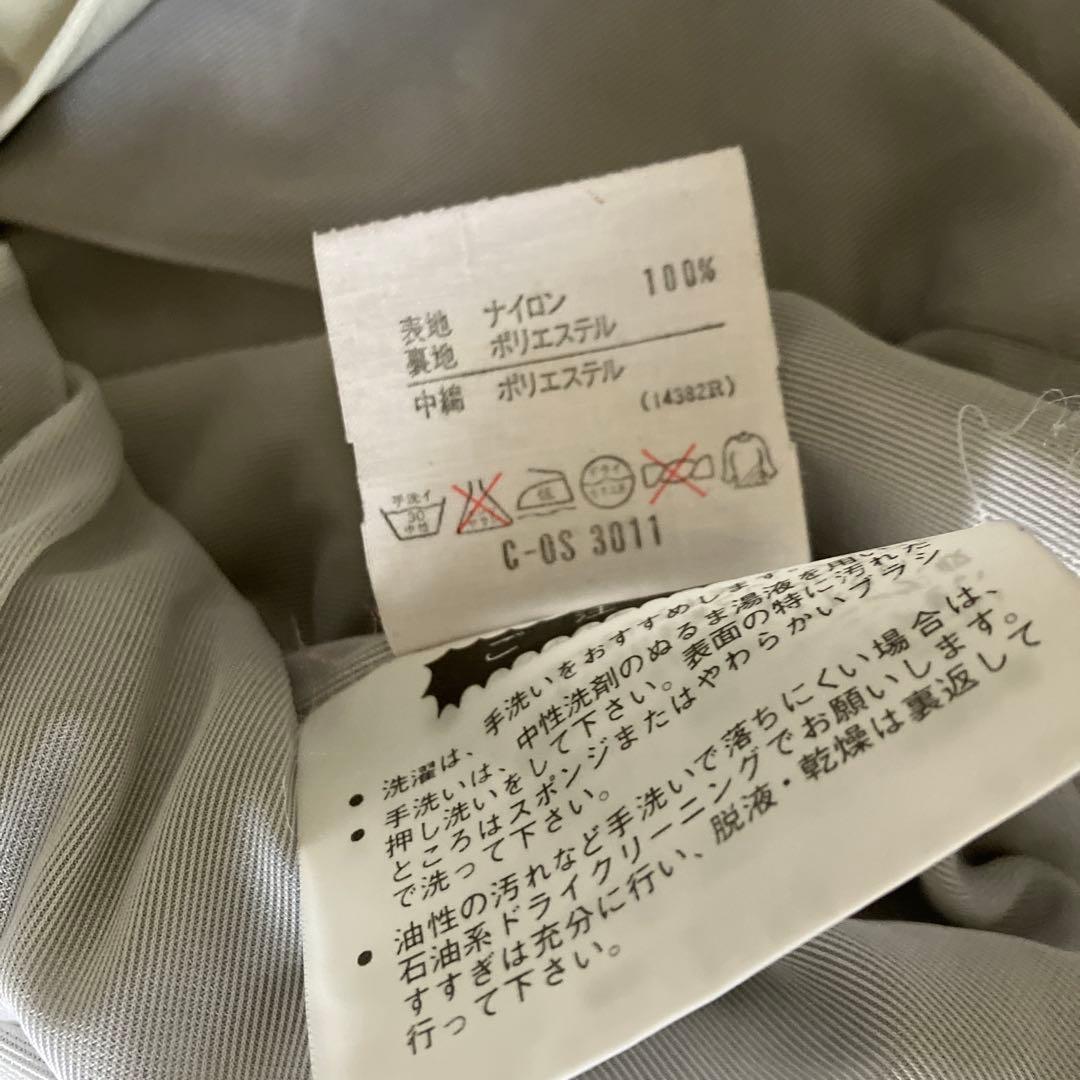 表地 ナイロン 100%
裏地 ポリエステル
中綿 ポリエステル
(14382R)
手洗イ
30
中性
低
ドライ
セキユ系
C-OS 3011
• 洗濯は、手洗いをおすすめします
• 手洗いは、中性洗剤のぬるま湯液を用い
押し洗いをして下さい。表面の特に汚れた
ところはスポンジまたはやわらかいブラシ
で洗って下さい。
• 油性の汚れなど手洗いで落ちにくい場合は、
石油系ドライクリーニングでお願いします。
すすぎは充分に行い、脱液・乾燥は裏返して
行って下さい。